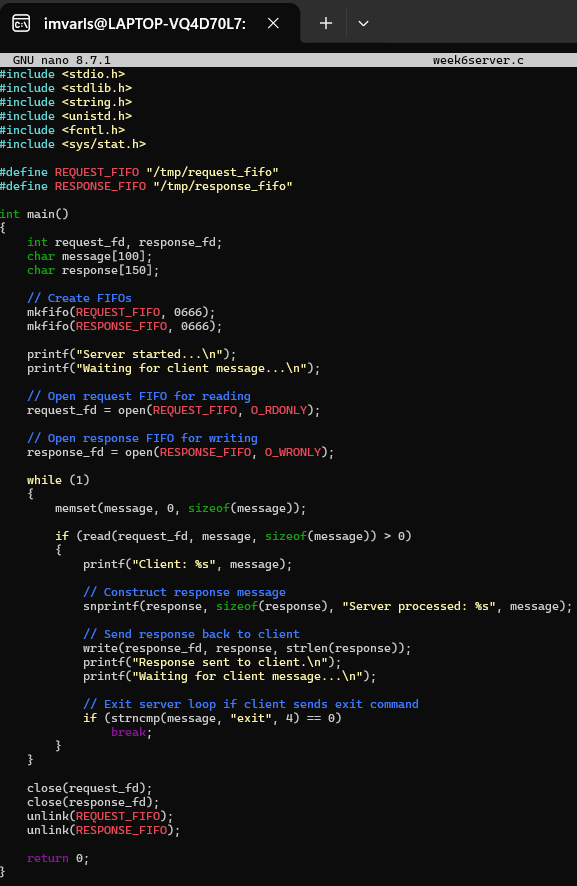 imvarls@LAPTOP-VQ4D70L7:
GNU nano 8.7.1 week6server.c
#include <stdio.h>
#include <stdlib.h>
#include <string.h>
#include <unistd.h>
#include <fcntl.h>
#include <sys/stat.h>

#define REQUEST_FIFO "/tmp/request_fifo"
#define RESPONSE_FIFO "/tmp/response_fifo"

int main()
{
    int request_fd, response_fd;
    char message[100];
    char response[150];

    // Create FIFOs
    mkfifo(REQUEST_FIFO, 0666);
    mkfifo(RESPONSE_FIFO, 0666);

    printf("Server started...\n");
    printf("Waiting for client message...\n");

    // Open request FIFO for reading
    request_fd = open(REQUEST_FIFO, O_RDONLY);

    // Open response FIFO for writing
    response_fd = open(RESPONSE_FIFO, O_WRONLY);

    while (1)
    {
        memset(message, 0, sizeof(message));

        if (read(request_fd, message, sizeof(message)) > 0)
        {
            printf("Client: %s", message);

            // Construct response message
            snprintf(response, sizeof(response), "Server processed: %s", message);

            // Send response back to client
            write(response_fd, response, strlen(response));
            printf("Response sent to client.\n");
            printf("Waiting for client message...\n");

            // Exit server loop if client sends exit command
            if (strncmp(message, "exit", 4) == 0)
                break;
        }
    }

    close(request_fd);
    close(response_fd);
    unlink(REQUEST_FIFO);
    unlink(RESPONSE_FIFO);

    return 0;
}